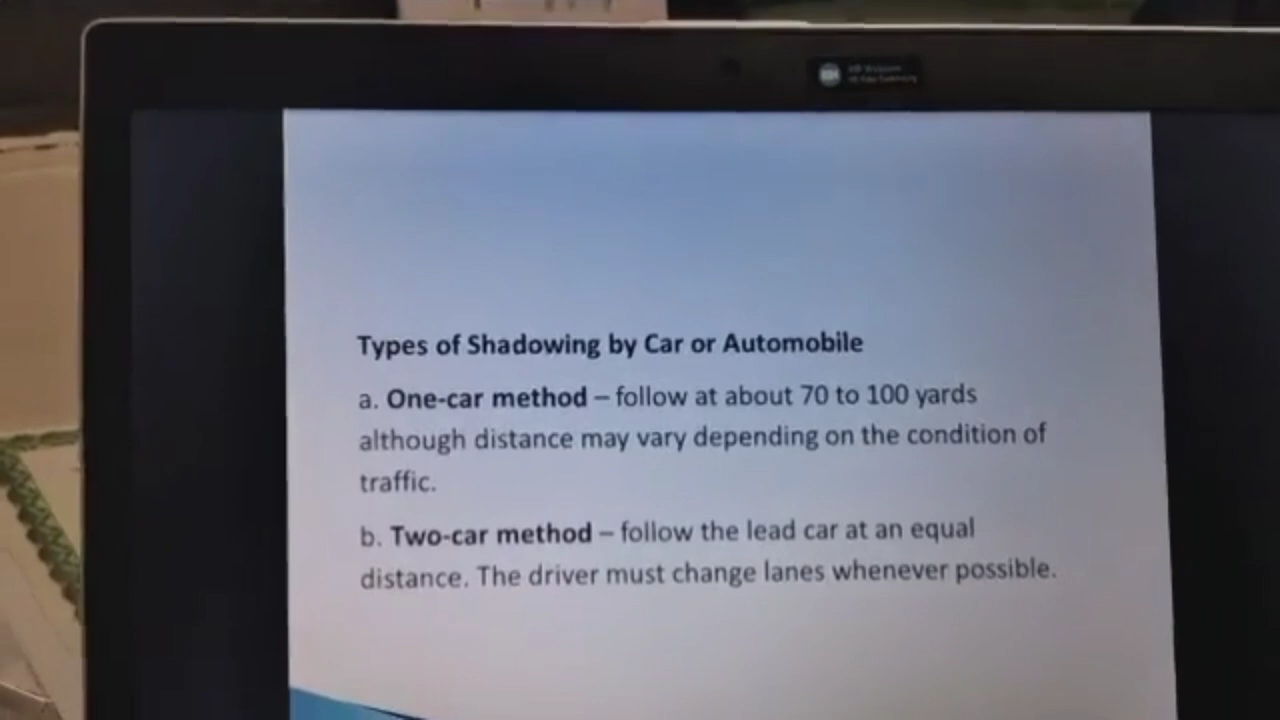 Types of Shadowing by Car or Automobile
a. One-car method – follow at about 70 to 100 yards
although distance may vary depending on the condition of
traffic.
b. Two-car method – follow the lead car at an equal
distance. The driver must change lanes whenever possible.